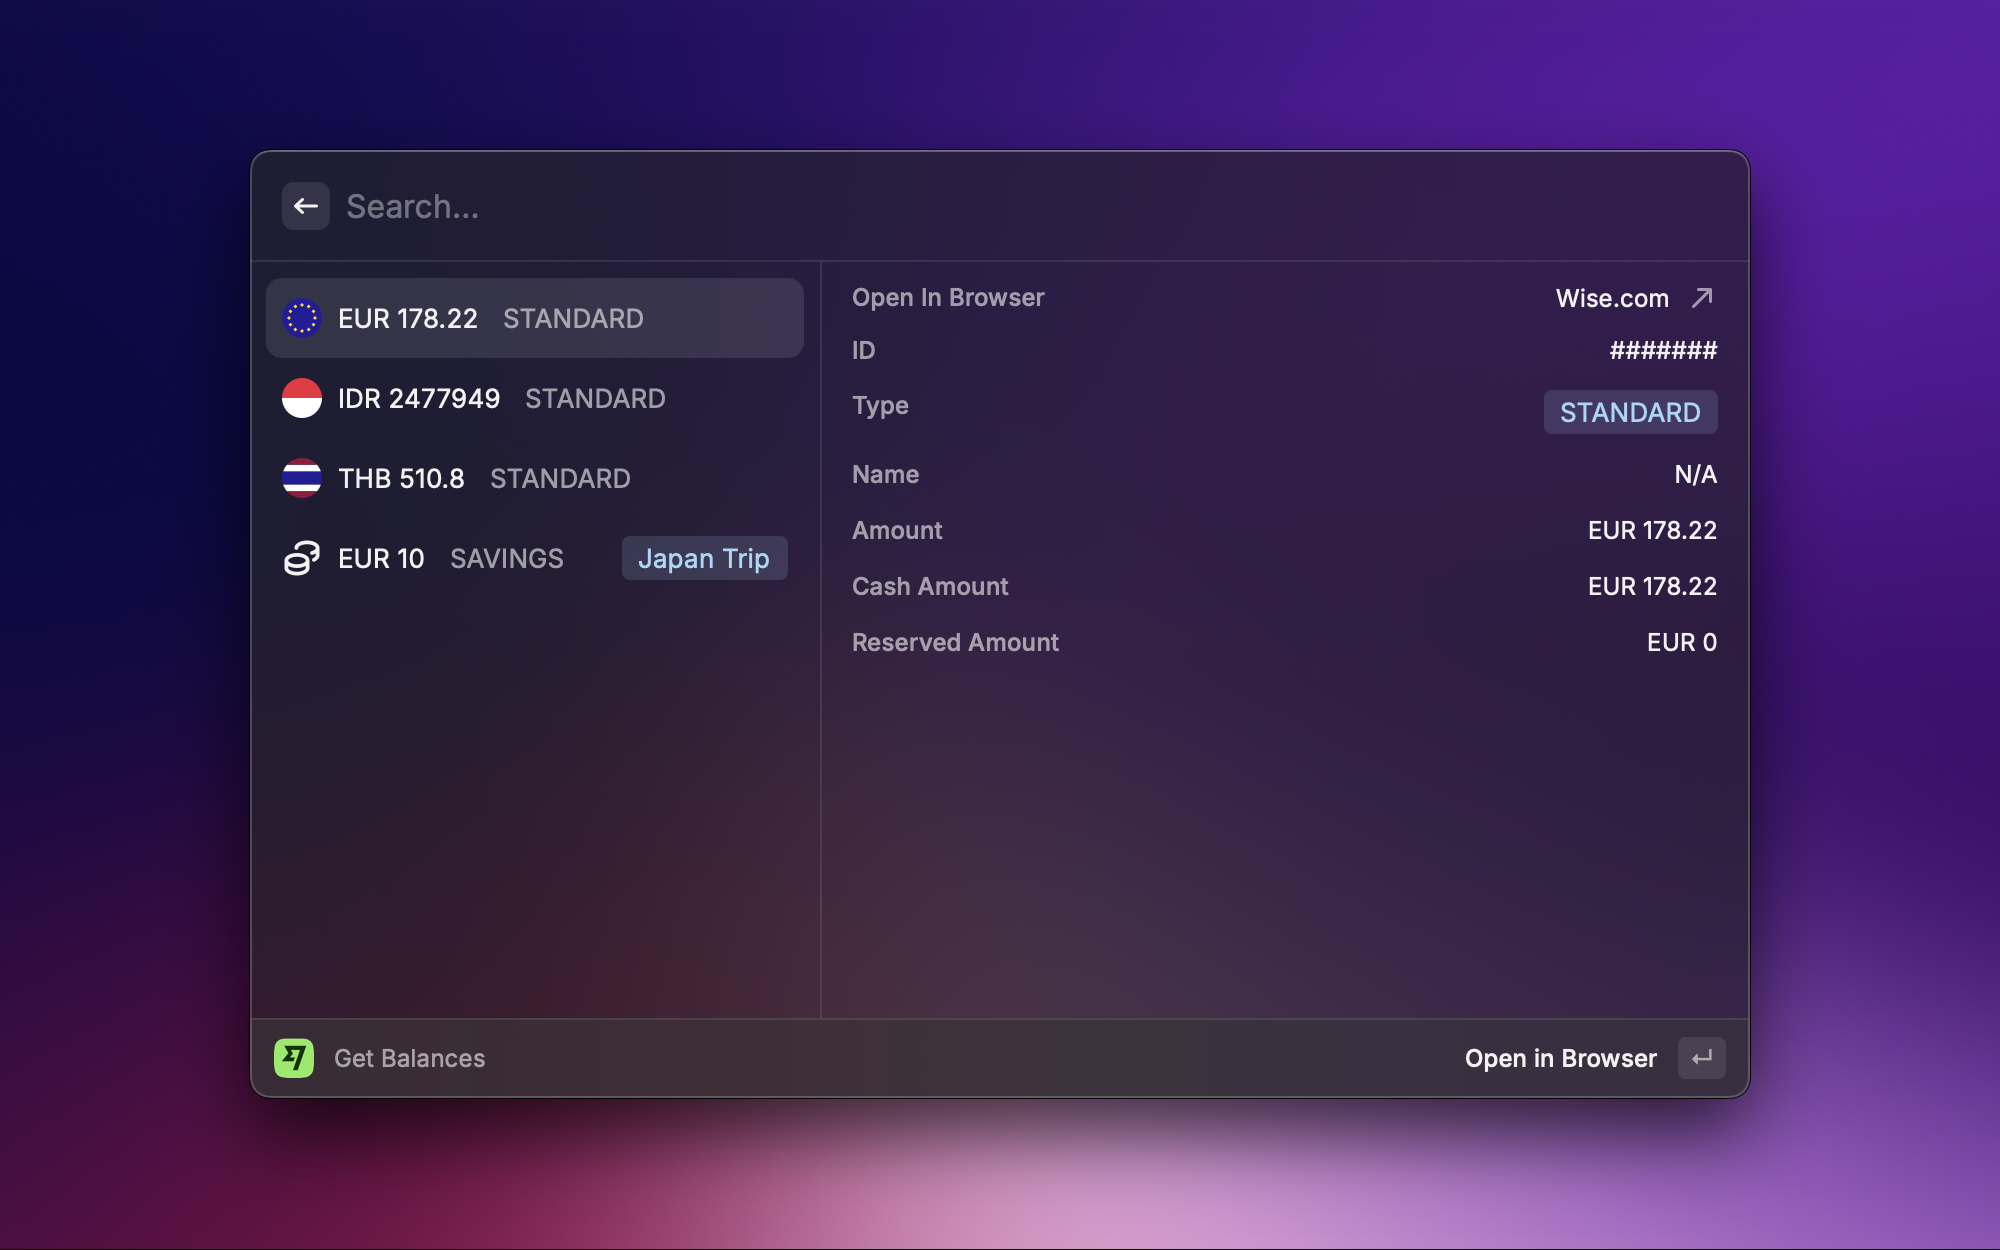 Search...
EUR 178.22 STANDARD
IDR 2477949 STANDARD
THB 510.8 STANDARD
EUR 10 SAVINGS Japan Trip
Open In Browser Wise.com
ID #######
Type STANDARD
Name N/A
Amount EUR 178.22
Cash Amount EUR 178.22
Reserved Amount EUR 0
Get Balances Open in Browser